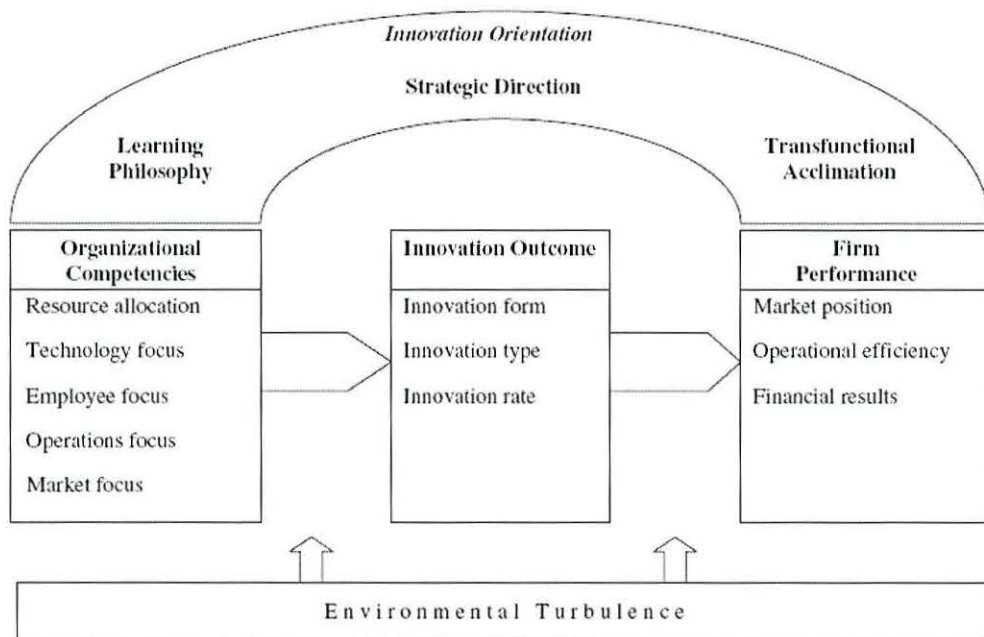 Innovation Orientation
Strategic Direction
Learning
Philosophy
Transfunctional
Acclimation
Organizational
Competencies
Resource allocation
Technology focus
Employee focus
Operations focus
Market focus
Innovation Outcome
Innovation form
Innovation type
Innovation rate
Firm
Performance
Market position
Operational efficiency
Financial results
Environmental Turbulence